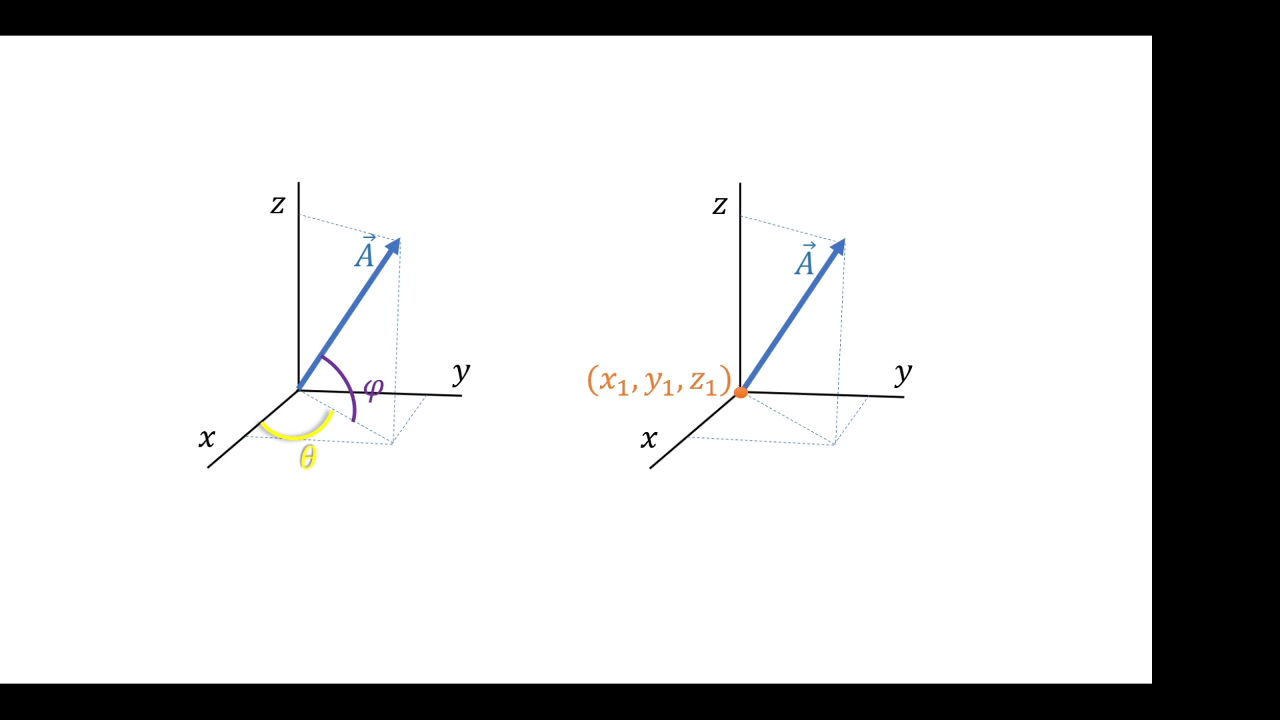 z
A⃗
y
φ
x
θ
z
A⃗
(x₁, y₁, z₁)
y
x